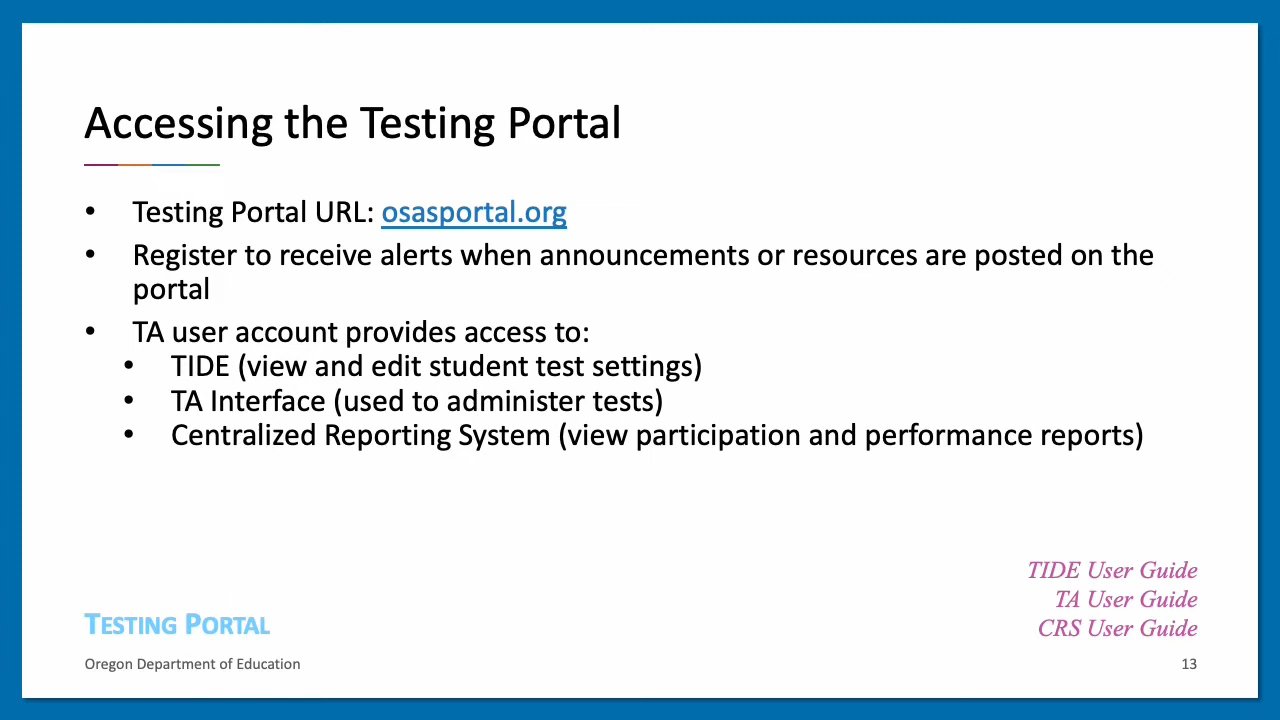 Accessing the Testing Portal
• Testing Portal URL: osasportal.org
• Register to receive alerts when announcements or resources are posted on the
portal
• TA user account provides access to:
• TIDE (view and edit student test settings)
• TA Interface (used to administer tests)
• Centralized Reporting System (view participation and performance reports)
TIDE User Guide
TA User Guide
CRS User Guide
TESTING PORTAL
Oregon Department of Education
13